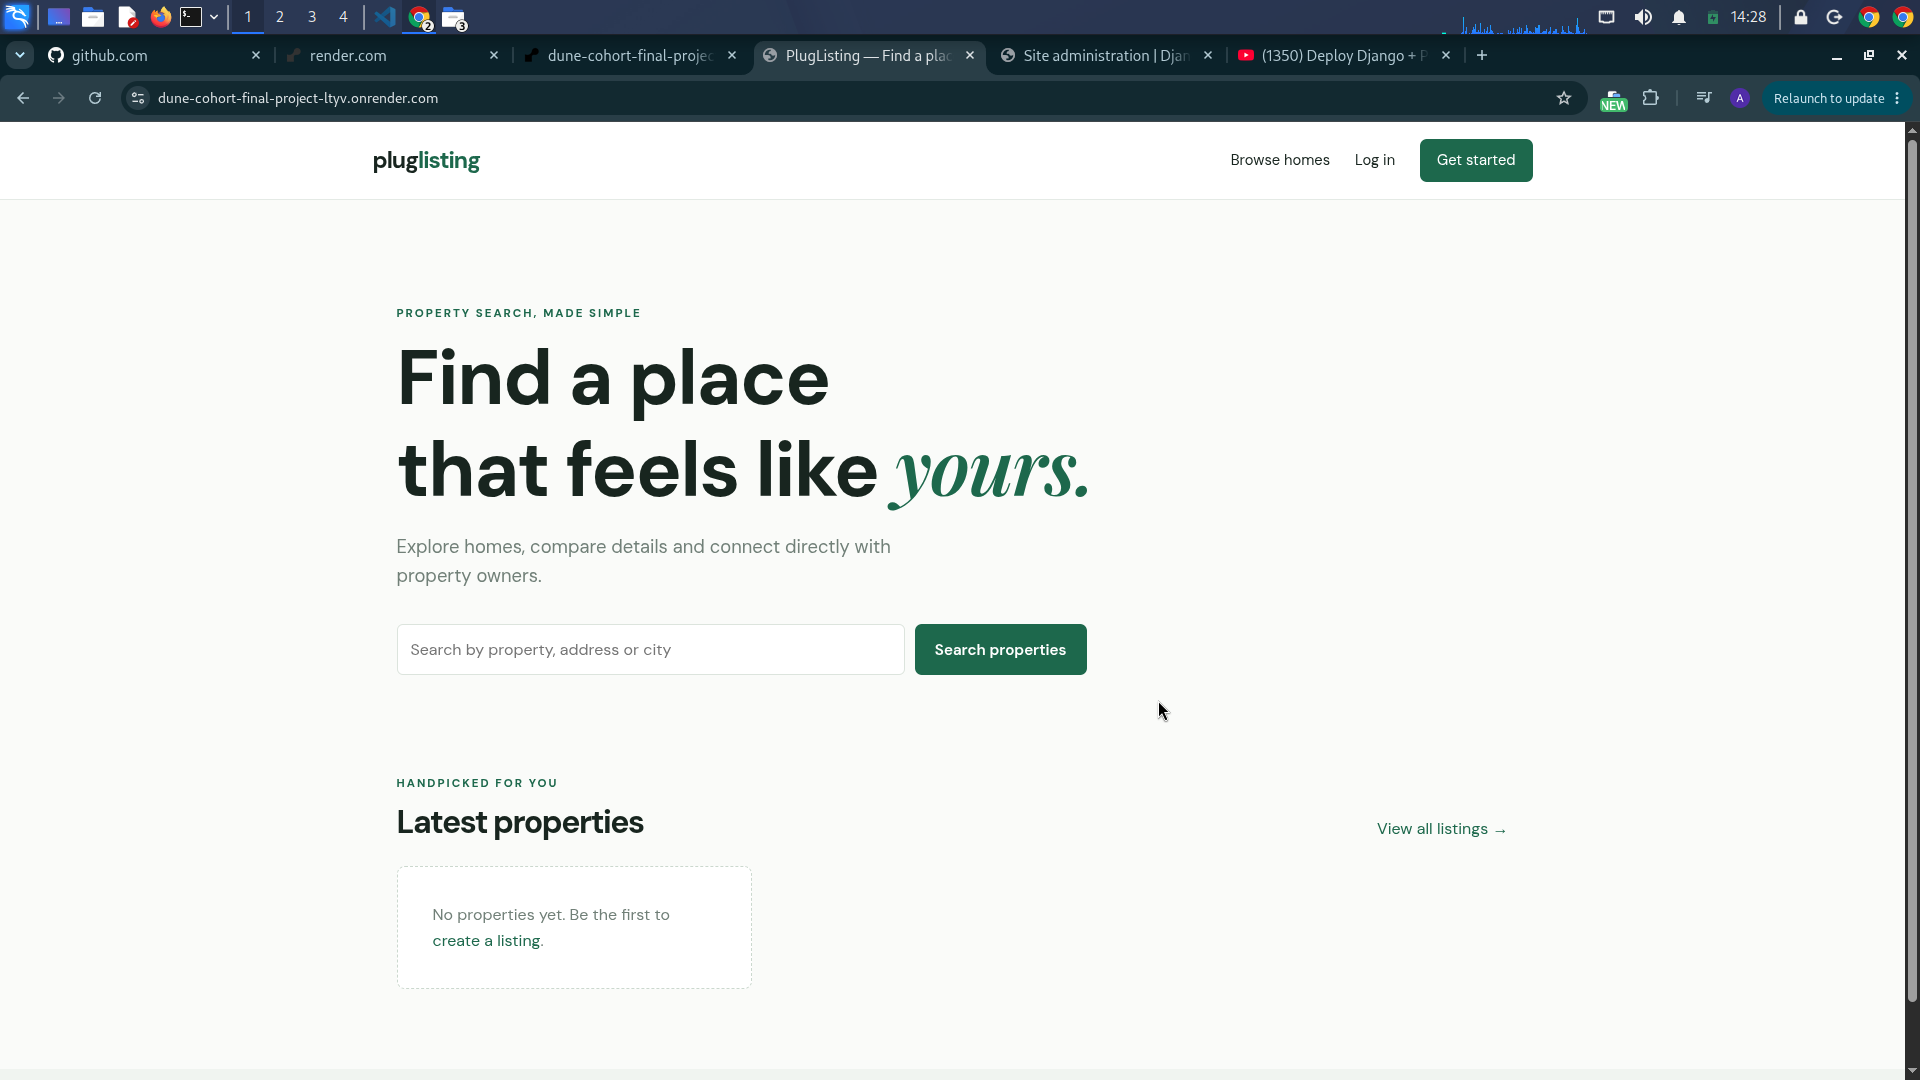 1 2 3 4
2
3
14:28
github.com
render.com
dune-cohort-final-projec
PlugListing — Find a plac
Site administration | Djan
(1350) Deploy Django + P
dune-cohort-final-project-ltyv.onrender.com
NEW
A
Relaunch to update
pluglisting
Browse homes
Log in
Get started
PROPERTY SEARCH, MADE SIMPLE
Find a place
that feels like yours.
Explore homes, compare details and connect directly with
property owners.
Search by property, address or city
Search properties
HANDPICKED FOR YOU
Latest properties
View all listings →
No properties yet. Be the first to
create a listing.